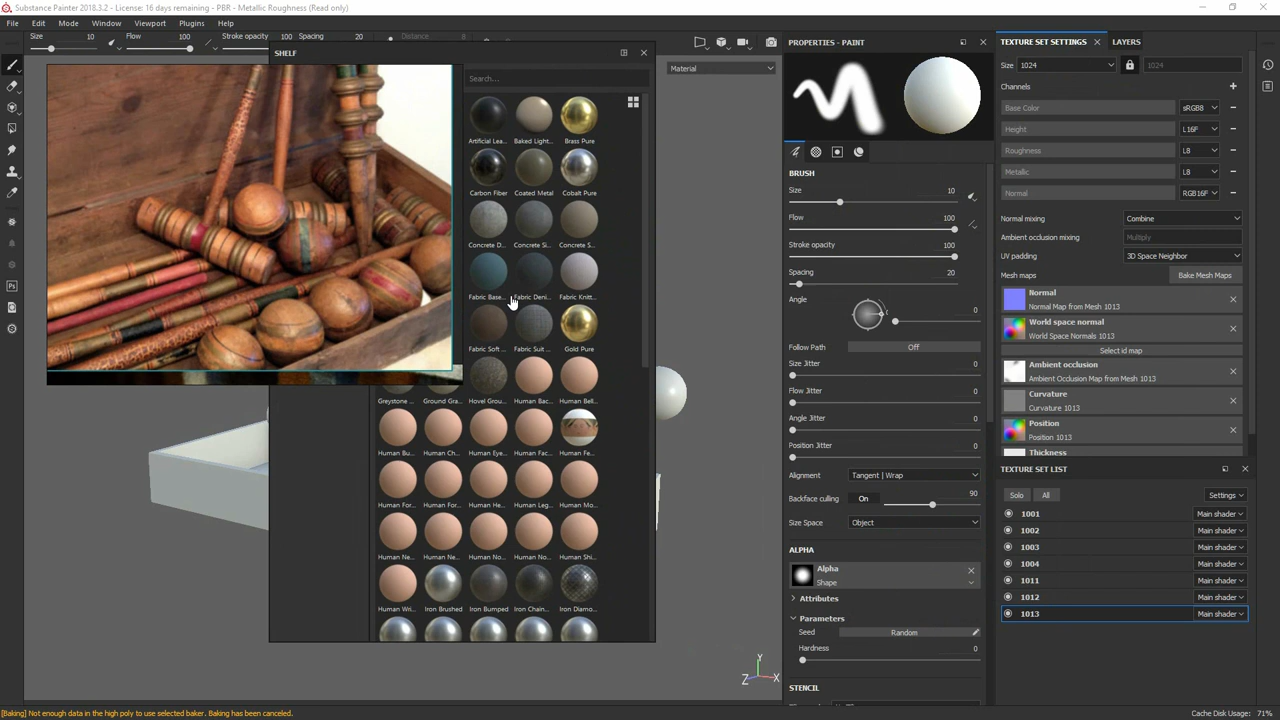 Substance Painter 2018.3.2 - License: 16 days remaining - PBR - Metallic Roughness (Read only)
File Edit Mode Window Viewport Plugins Help
Size 10 Flow 100 Stroke opacity 100 Spacing 20 Distance 8
SHELF
Search...
Material
Artificial Lea... Baked Light... Brass Pure
Carbon Fiber Coated Metal Cobalt Pure
Concrete D... Concrete Si... Concrete S...
Fabric Base... Fabric Deni... Fabric Knitt...
Fabric Soft ... Fabric Suit ... Gold Pure
Greystone ... Ground Gra... Hovel Grou... Human Bac... Human Bell...
Human Bu... Human Ch... Human Eye... Human Fac... Human Fe...
Human For... Human For... Human He... Human Leg... Human Mo...
Human Ne... Human Ne... Human No... Human No... Human Shi...
Human Wri... Iron Brushed Iron Bumped Iron Chain... Iron Diamo...
Y
Z X
PROPERTIES - PAINT
BRUSH
Size 10
Flow 100
Stroke opacity 100
Spacing 20
Angle 0
Follow Path Off
Size Jitter 0
Flow Jitter 0
Angle Jitter 0
Position Jitter 0
Alignment Tangent | Wrap
Backface culling On 90
Size Space Object
ALPHA
Alpha
Shape
Attributes
Parameters
Seed Random
Hardness 0
STENCIL
TEXTURE SET SETTINGS LAYERS
Size 1024 1024
Channels
Base Color sRGB8
Height L16F
Roughness L8
Metallic L8
Normal RGB16F
Normal mixing Combine
Ambient occlusion mixing Multiply
UV padding 3D Space Neighbor
Mesh maps Bake Mesh Maps
Normal
Normal Map from Mesh 1013
World space normal
World Space Normals 1013
Select id map
Ambient occlusion
Ambient Occlusion Map from Mesh 1013
Curvature
Curvature 1013
Position
Position 1013
Thickness
TEXTURE SET LIST
Solo All Settings
1001 Main shader
1002 Main shader
1003 Main shader
1004 Main shader
1011 Main shader
1012 Main shader
1013 Main shader
[Baking] Not enough data in the high poly to use selected baker. Baking has been canceled.
Cache Disk Usage: 71%